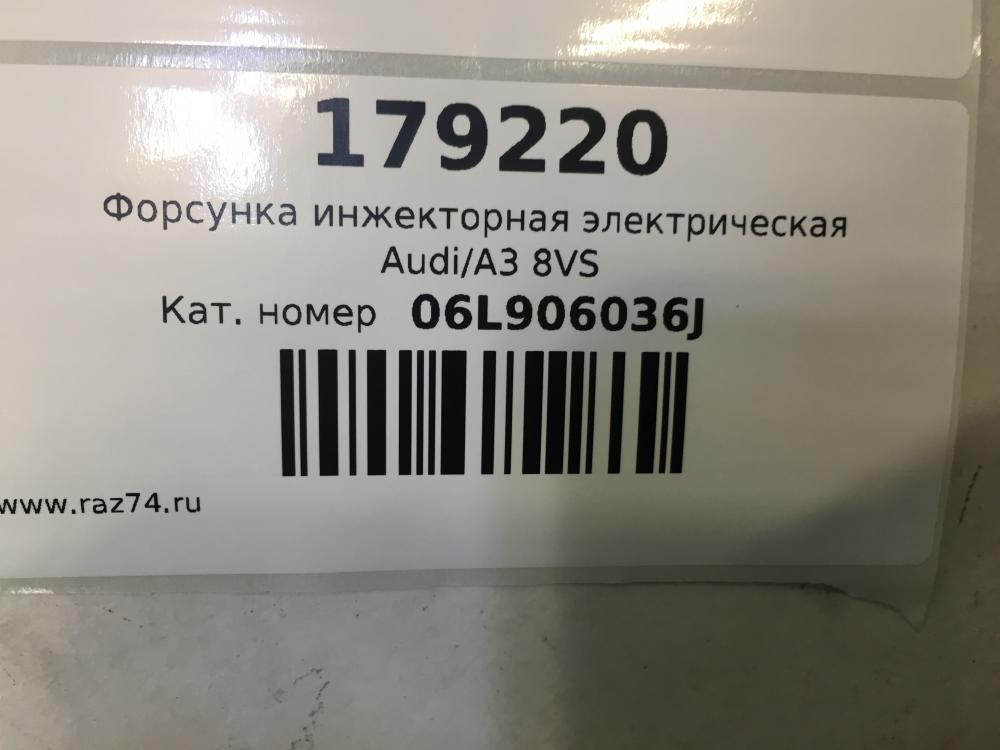 179220
Форсунка инжекторная электрическая
Audi/A3 8VS
Кат. номер 06L906036J
www.raz74.ru